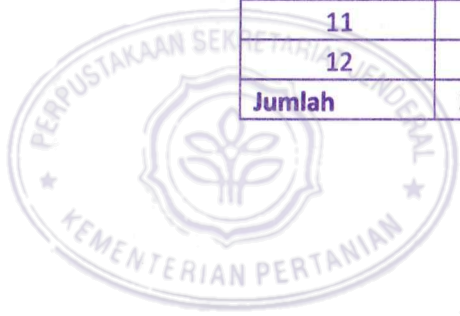 11
12
Jumlah
PERPUSTAKAAN SEKRETARIAT JENDERAL
KEMENTERIAN PERTANIAN